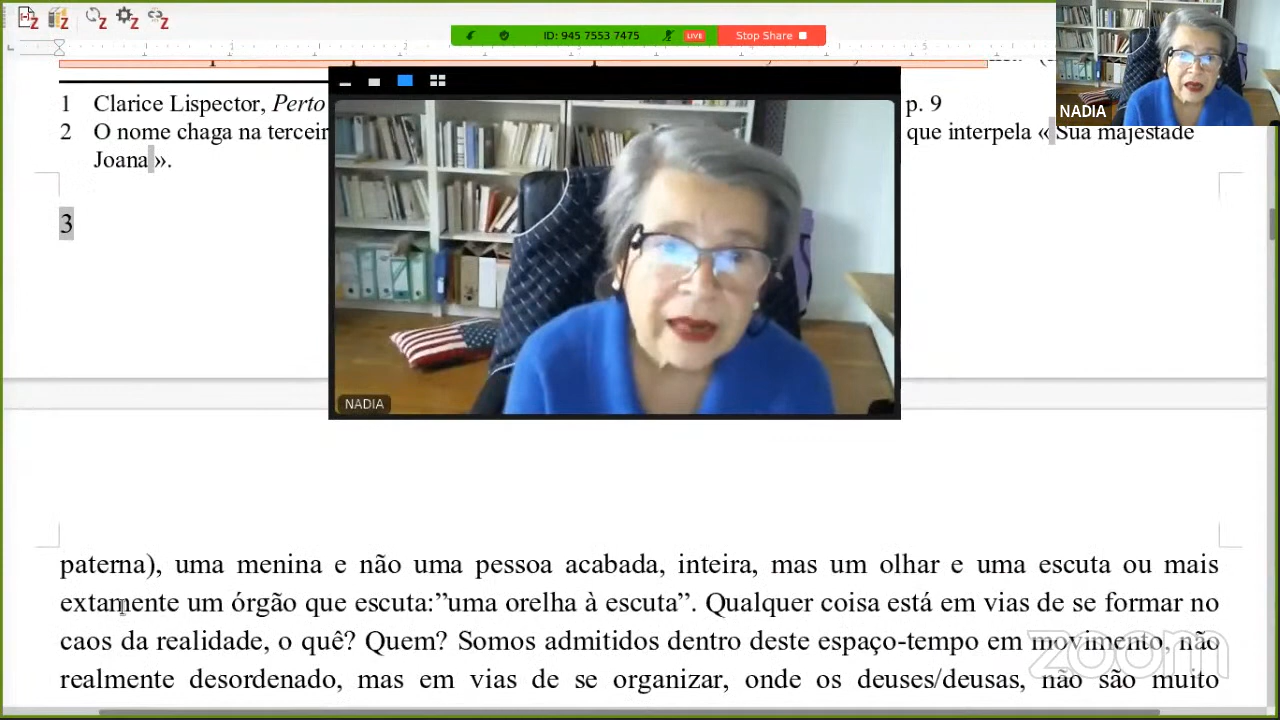 ID: 945 7553 7475
LIVE
Stop Share
NADIA
1 Clarice Lispector, Perto p. 9
2 O nome chaga na terceir que interpela « Sua majestade
Joana ».
3
NADIA
paterna), uma menina e não uma pessoa acabada, inteira, mas um olhar e uma escuta ou mais
extamente um órgão que escuta:”uma orelha à escuta”. Qualquer coisa está em vias de se formar no
caos da realidade, o quê? Quem? Somos admitidos dentro deste espaço-tempo em movimento, não
realmente desordenado, mas em vias de se organizar, onde os deuses/deusas, não são muito
zoom